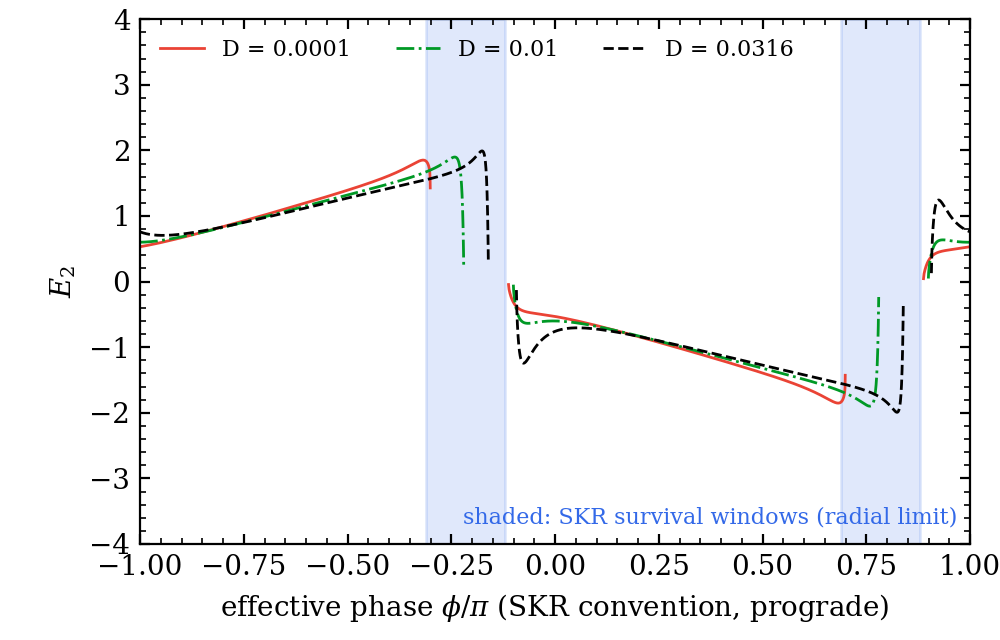 D = 0.0001 D = 0.01 D = 0.0316
4
3
2
1
0
−1
−2
−3
−4
E₂
shaded: SKR survival windows (radial limit)
−1.00 −0.75 −0.50 −0.25 0.00 0.25 0.50 0.75 1.00
effective phase ϕ/π (SKR convention, prograde)